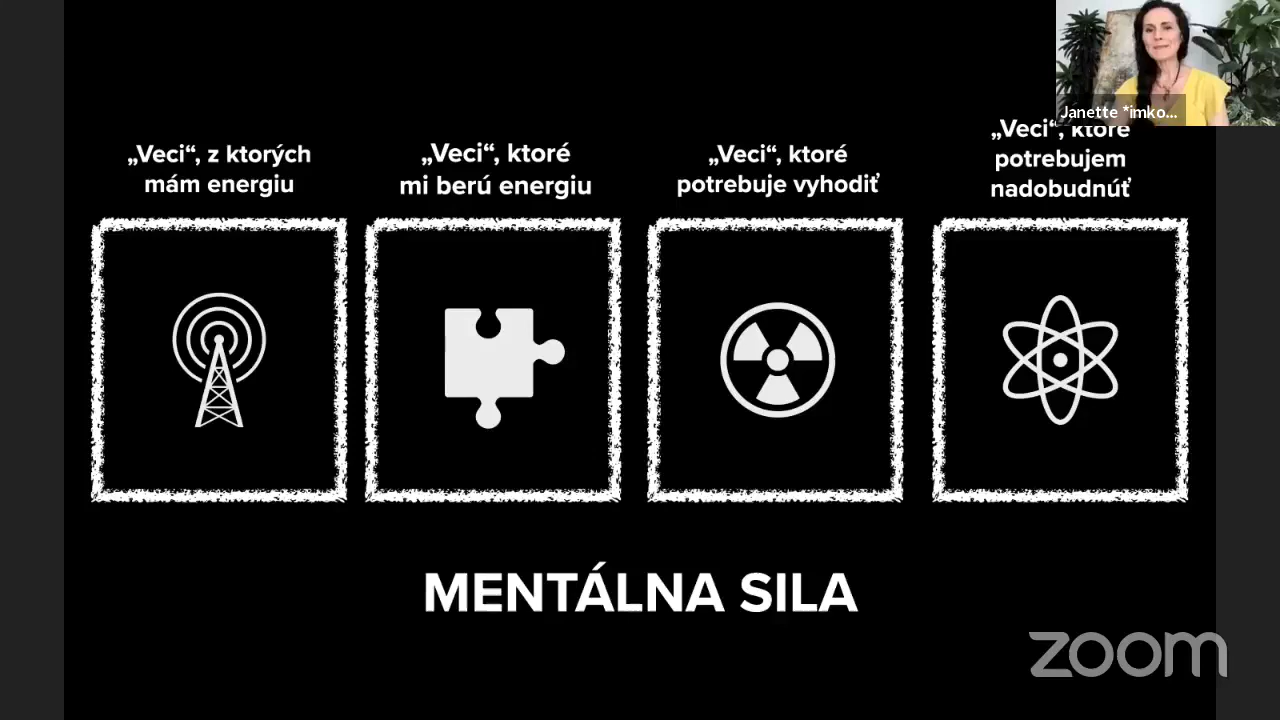 „Veci“, z ktorých
mám energiu
„Veci“, ktoré
mi berú energiu
„Veci“, ktoré
potrebuje vyhodiť
„Veci“, ktoré
potrebujem
nadobudnúť
MENTÁLNA SILA
Janette *imko...
zoom